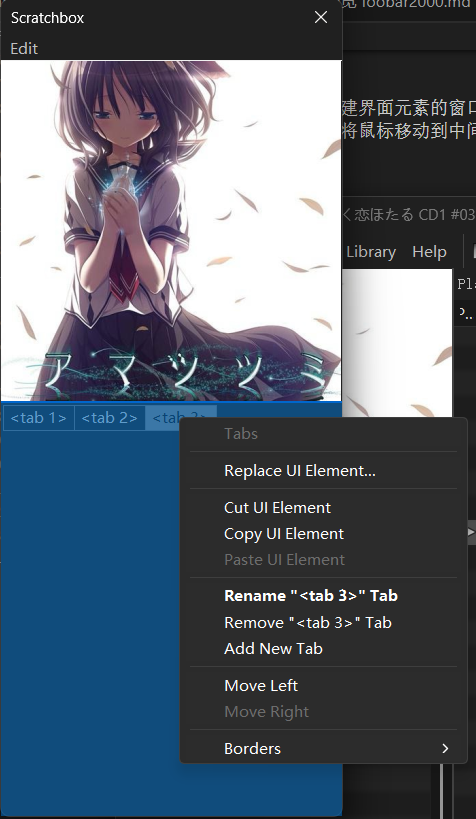 Scratchbox
览 foobar2000.md
Edit
建界面元素的窗口
将鼠标移动到中间
く恋ほたる CD1 #03
Library Help
アマツツミ
<tab 1> <tab 2>
Tabs
Replace UI Element...
Cut UI Element
Copy UI Element
Paste UI Element
Rename "<tab 3>" Tab
Remove "<tab 3>" Tab
Add New Tab
Move Left
Move Right
Borders